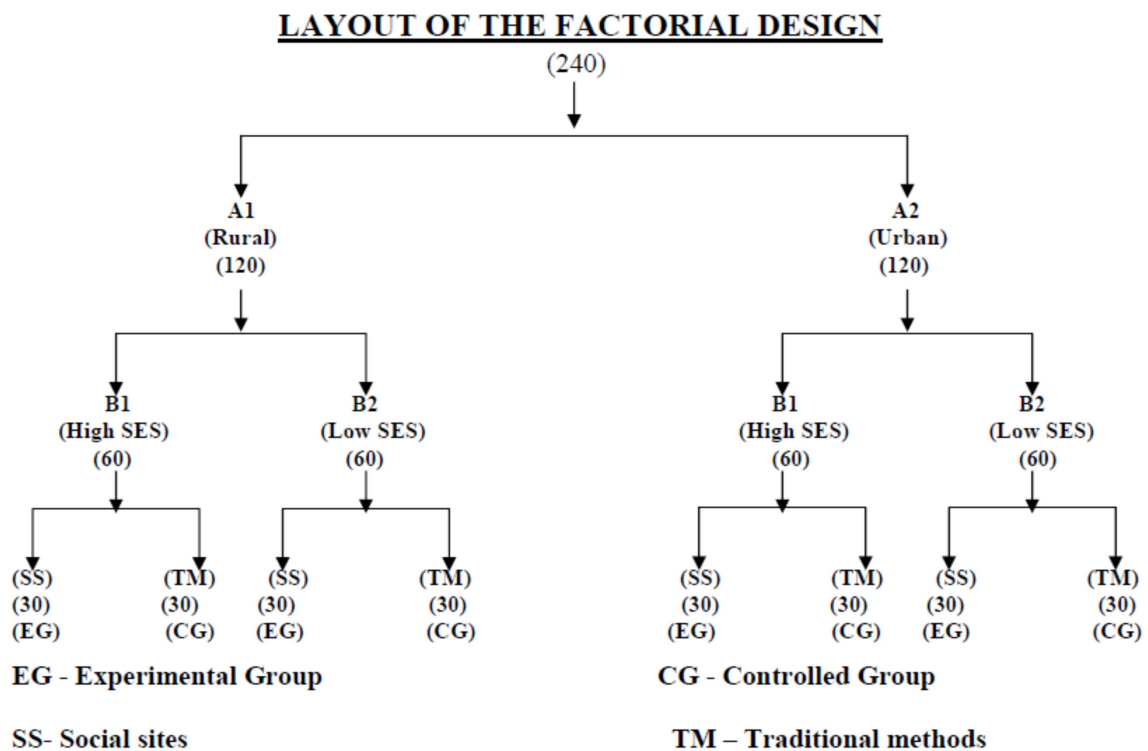 LAYOUT OF THE FACTORIAL DESIGN
(240)
A1 A2
(Rural) (Urban)
(120) (120)
B1 B2 B1 B2
(High SES) (Low SES) (High SES) (Low SES)
(60) (60) (60) (60)
(SS) (TM) (SS) (TM) (SS) (TM) (SS) (TM)
(30) (30) (30) (30) (30) (30) (30) (30)
(EG) (CG) (EG) (CG) (EG) (CG) (EG) (CG)
EG - Experimental Group CG - Controlled Group
SS- Social sites TM – Traditional methods